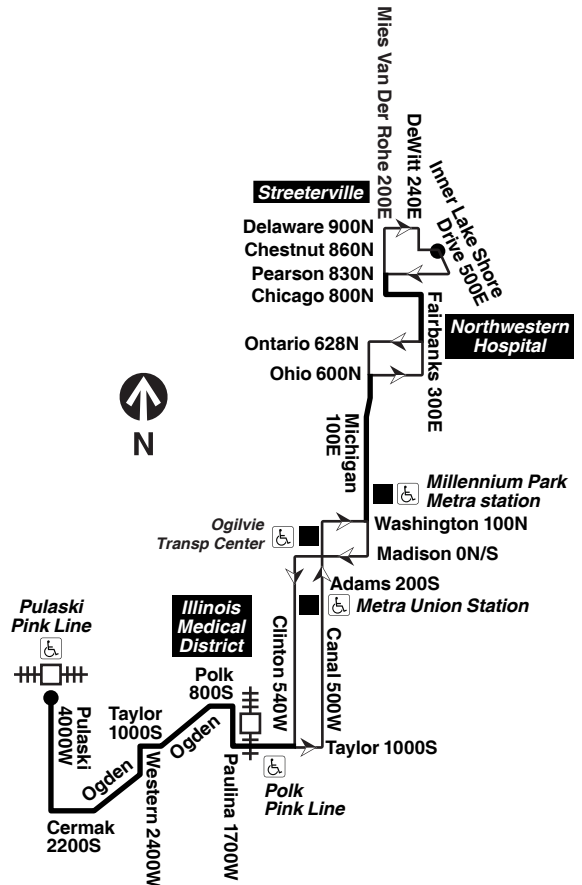 Mies Van Der Rohe 200E
DeWitt 240E
Inner Lake Shore
Drive 500E
Streeterville
Delaware 900N
Chestnut 860N
Pearson 830N
Chicago 800N
Fairbanks 300E
Northwestern
Hospital
Ontario 628N
Ohio 600N
N
Michigan
100E
Millennium Park
Metra station
Washington 100N
Ogilvie
Transp Center
Madison 0N/S
Adams 200S
Metra Union Station
Pulaski
Pink Line
Illinois
Medical
District
Clinton 540W
Canal 500W
Polk
800S
Pulaski
4000W
Taylor
1000S
Ogden
Ogden
Western 2400W
Paulina 1700W
Taylor 1000S
Polk
Pink Line
Cermak
2200S